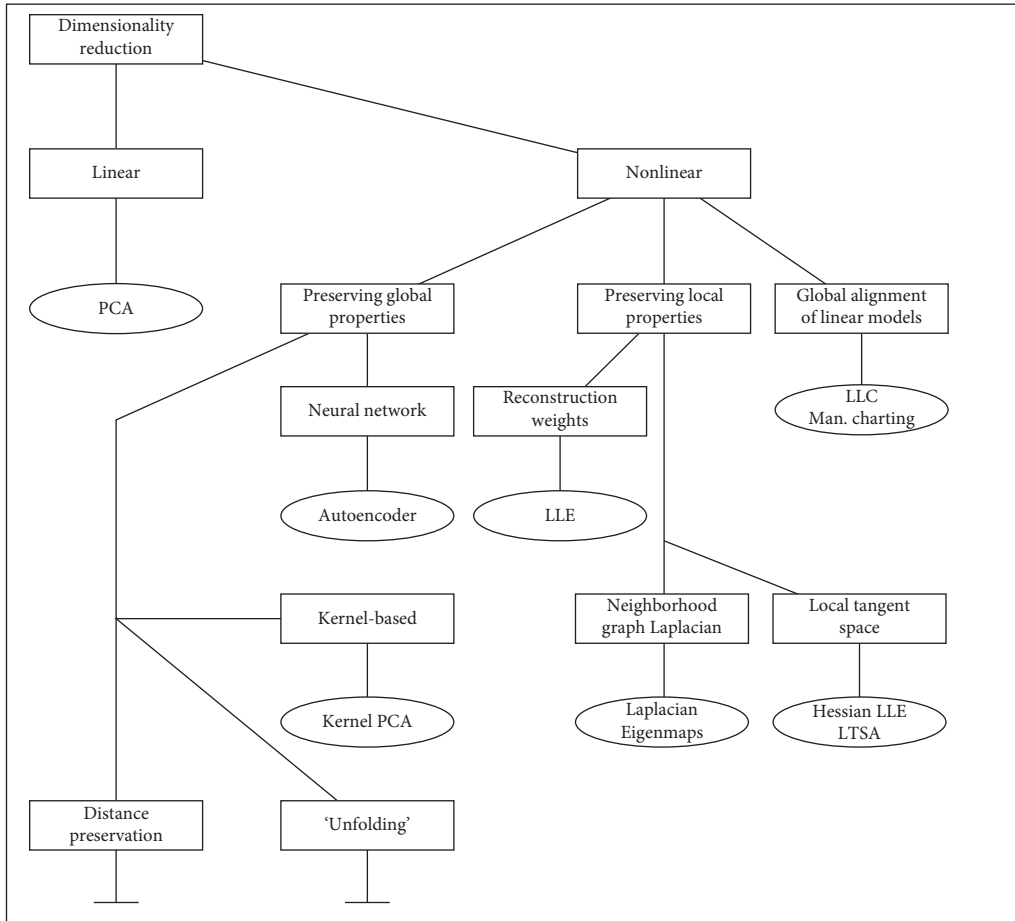 Dimensionality
reduction
Linear
Nonlinear
PCA
Preserving global
properties
Preserving local
properties
Global alignment
of linear models
Neural network
Reconstruction
weights
LLC
Man. charting
Autoencoder
LLE
Kernel-based
Neighborhood
graph Laplacian
Local tangent
space
Kernel PCA
Laplacian
Eigenmaps
Hessian LLE
LTSA
Distance
preservation
‘Unfolding’